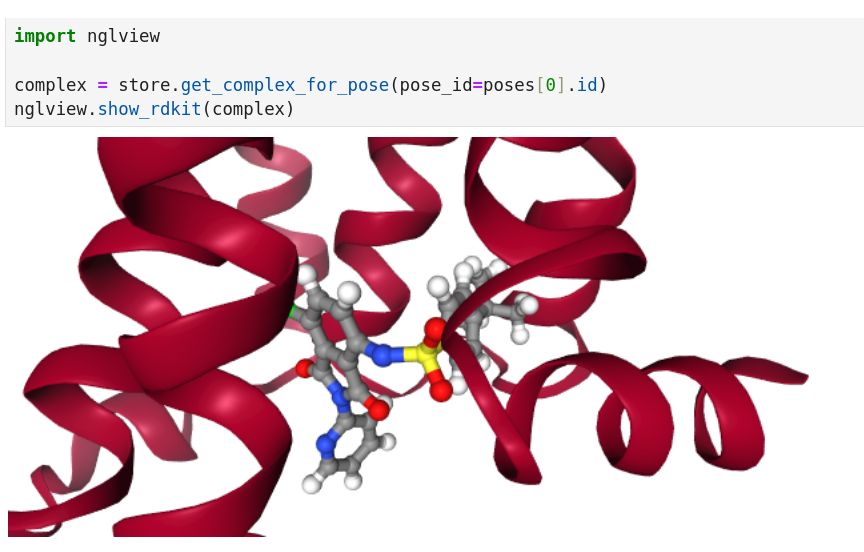 import nglview
complex = store.get_complex_for_pose(pose_id=poses[0].id)
nglview.show_rdkit(complex)